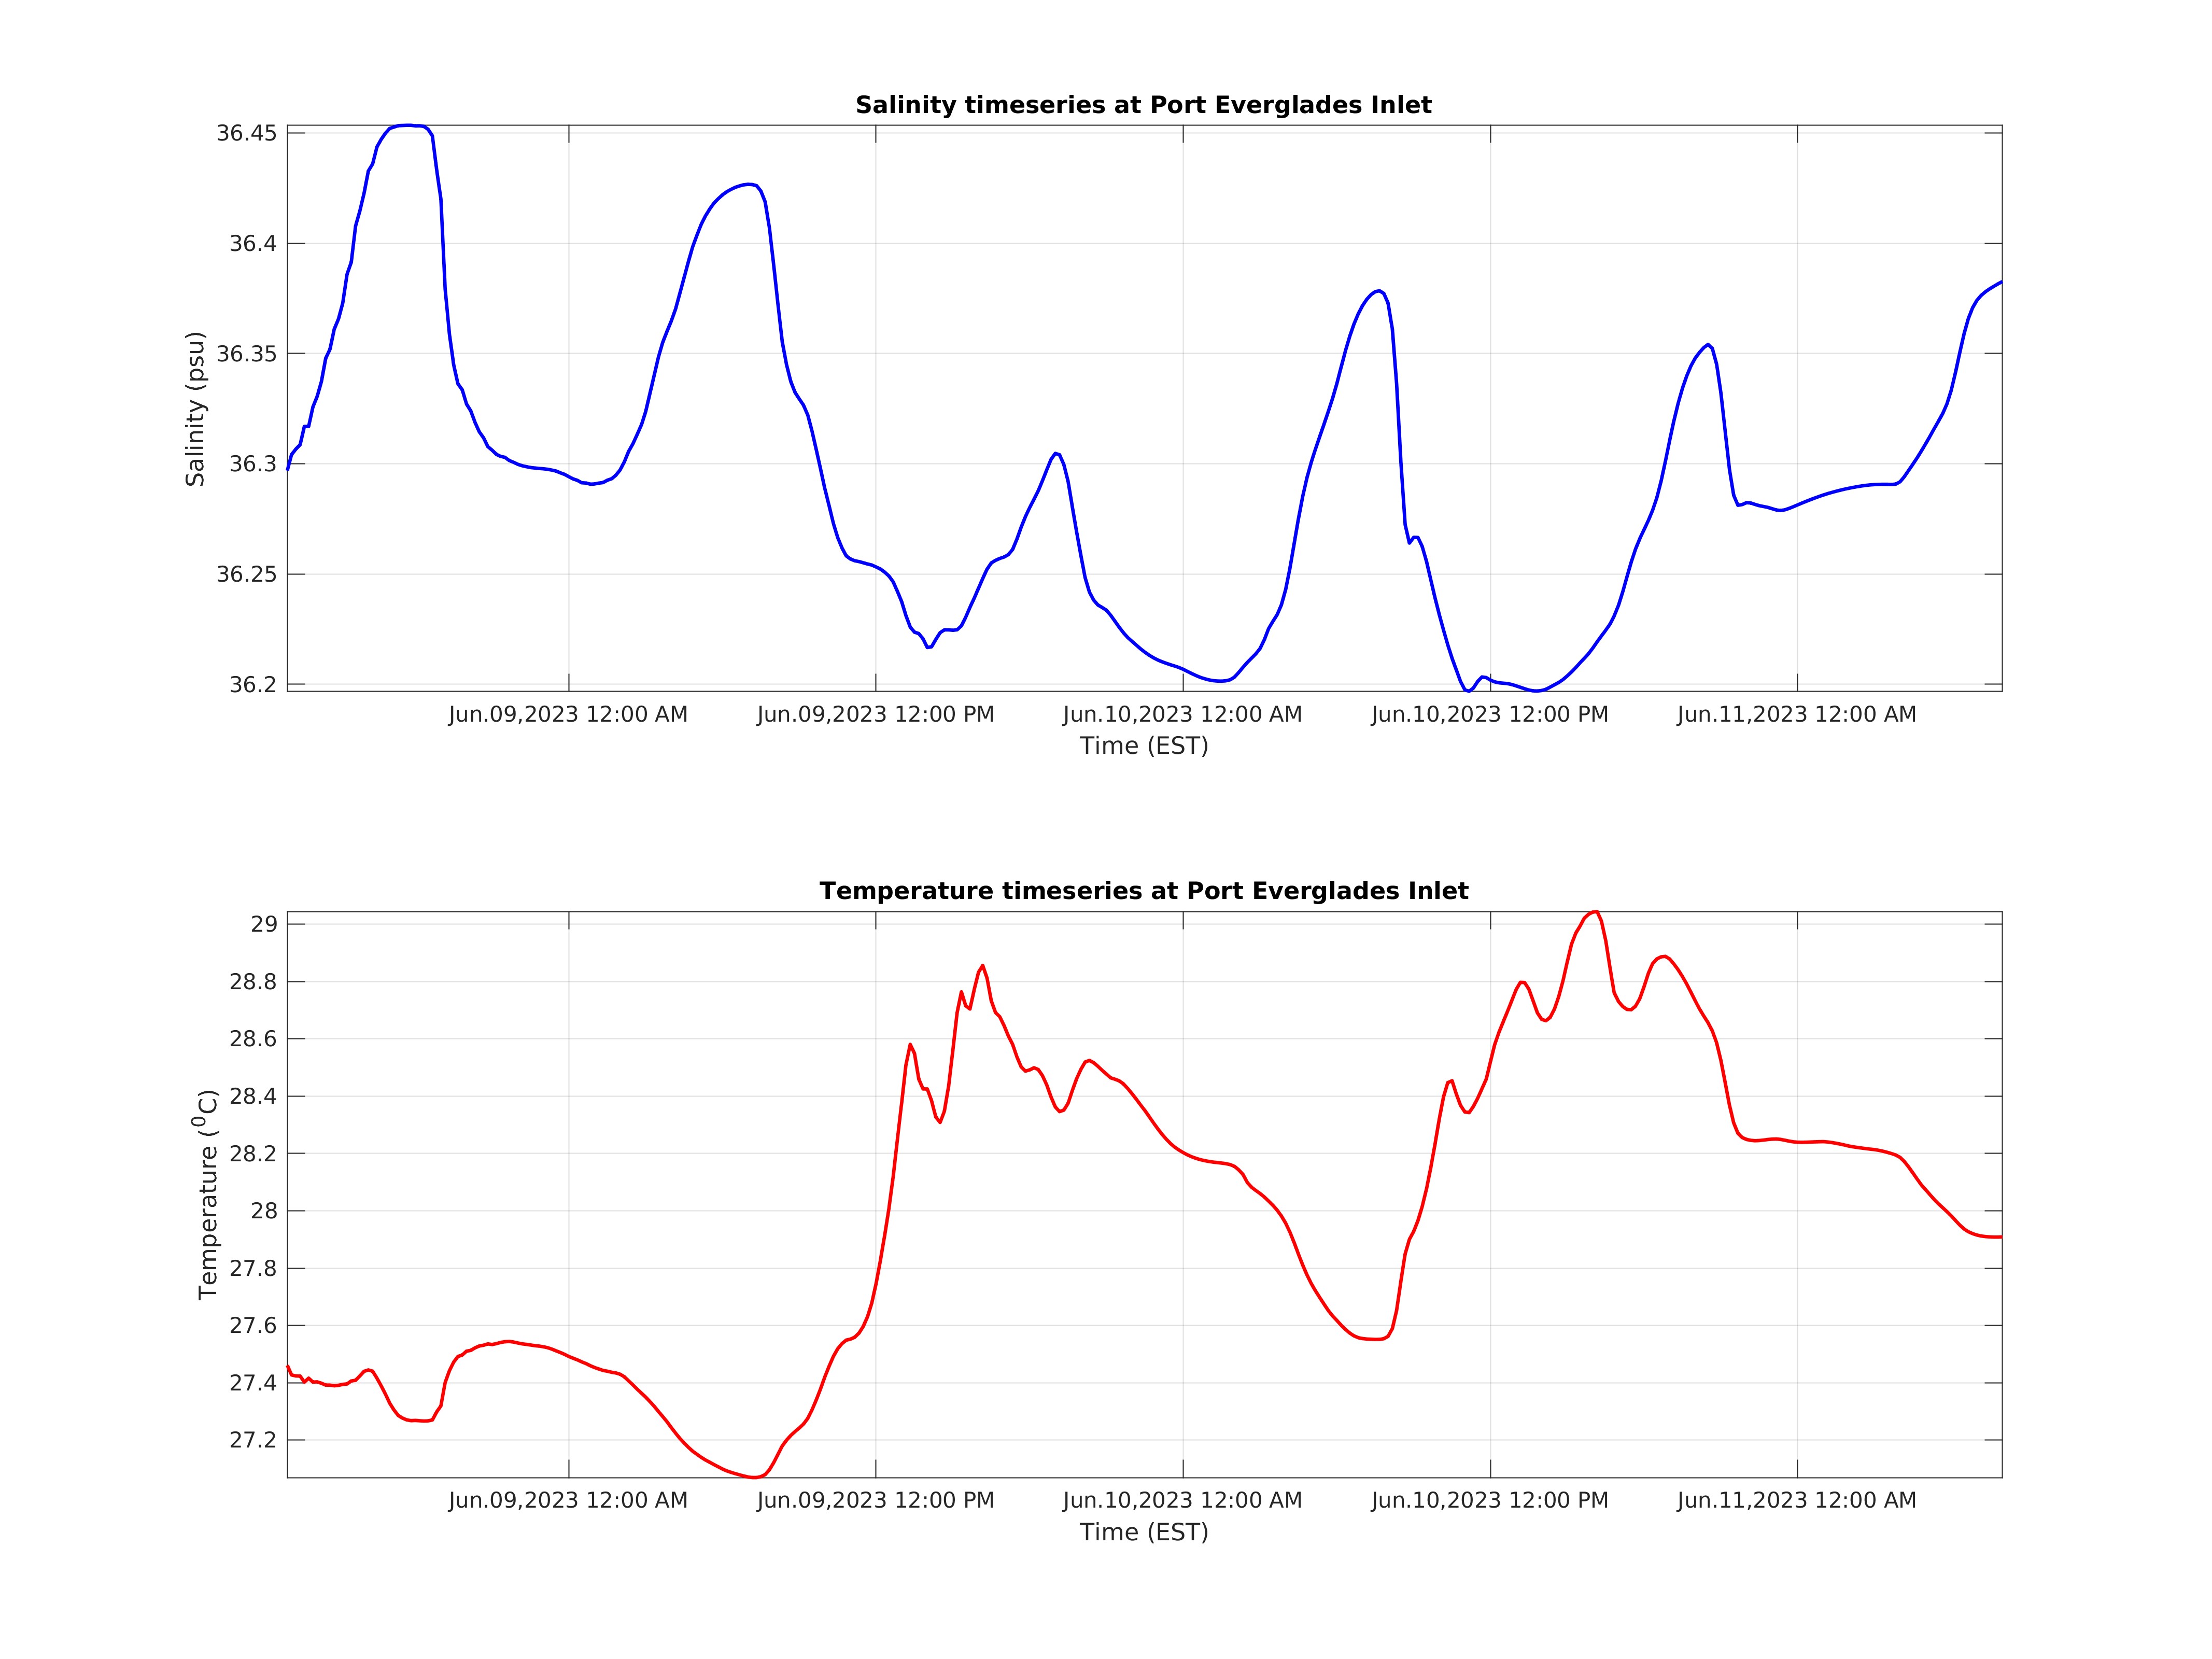 Salinity timeseries at Port Everglades Inlet
36.45
36.4
36.35
36.3
36.25
36.2
Salinity (psu)
Jun.09,2023 12:00 AM
Jun.09,2023 12:00 PM
Jun.10,2023 12:00 AM
Jun.10,2023 12:00 PM
Jun.11,2023 12:00 AM
Time (EST)
Temperature timeseries at Port Everglades Inlet
29
28.8
28.6
28.4
28.2
28
27.8
27.6
27.4
27.2
Temperature (⁰C)
Jun.09,2023 12:00 AM
Jun.09,2023 12:00 PM
Jun.10,2023 12:00 AM
Jun.10,2023 12:00 PM
Jun.11,2023 12:00 AM
Time (EST)